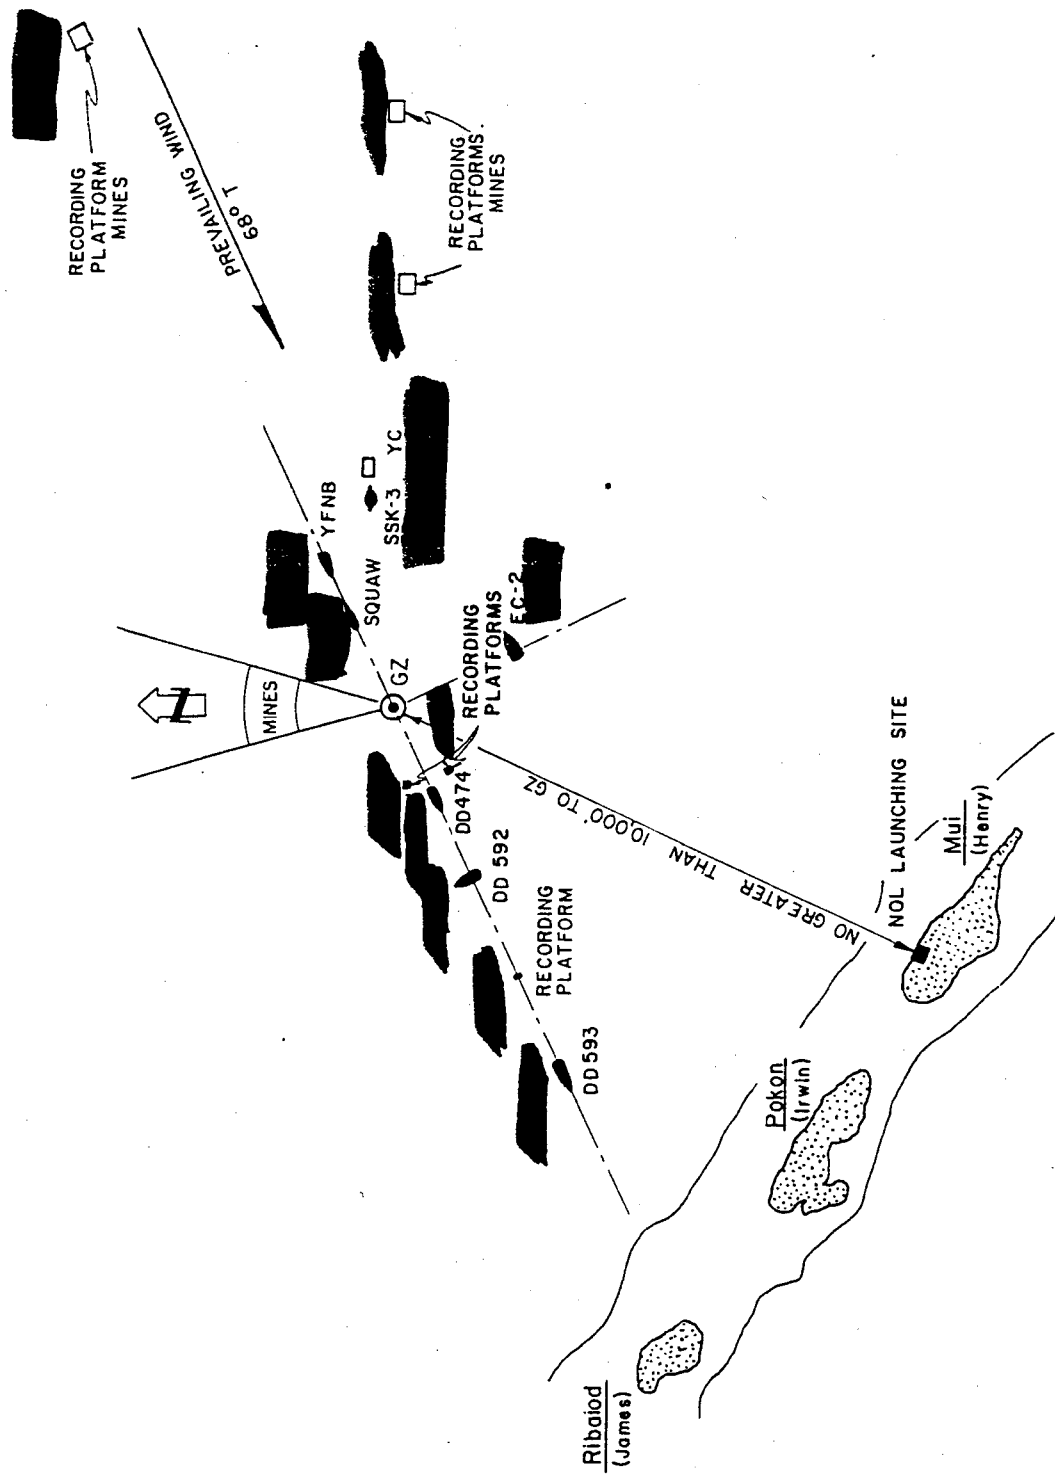 RECORDING
PLATFORM
MINES
PREVAILING WIND
68° T
RECORDING
PLATFORMS.
MINES
YFNB
SSK-3 YC
SQUAW
EC-2
MINES
GZ
RECORDING
PLATFORMS
DD474
DD 592
RECORDING
PLATFORM
DD593
NO GREATER THAN 10,000' TO GZ
NOL LAUNCHING SITE
Mui
(Henry)
Pokon
(Irwin)
Ribaiod
(James)
N